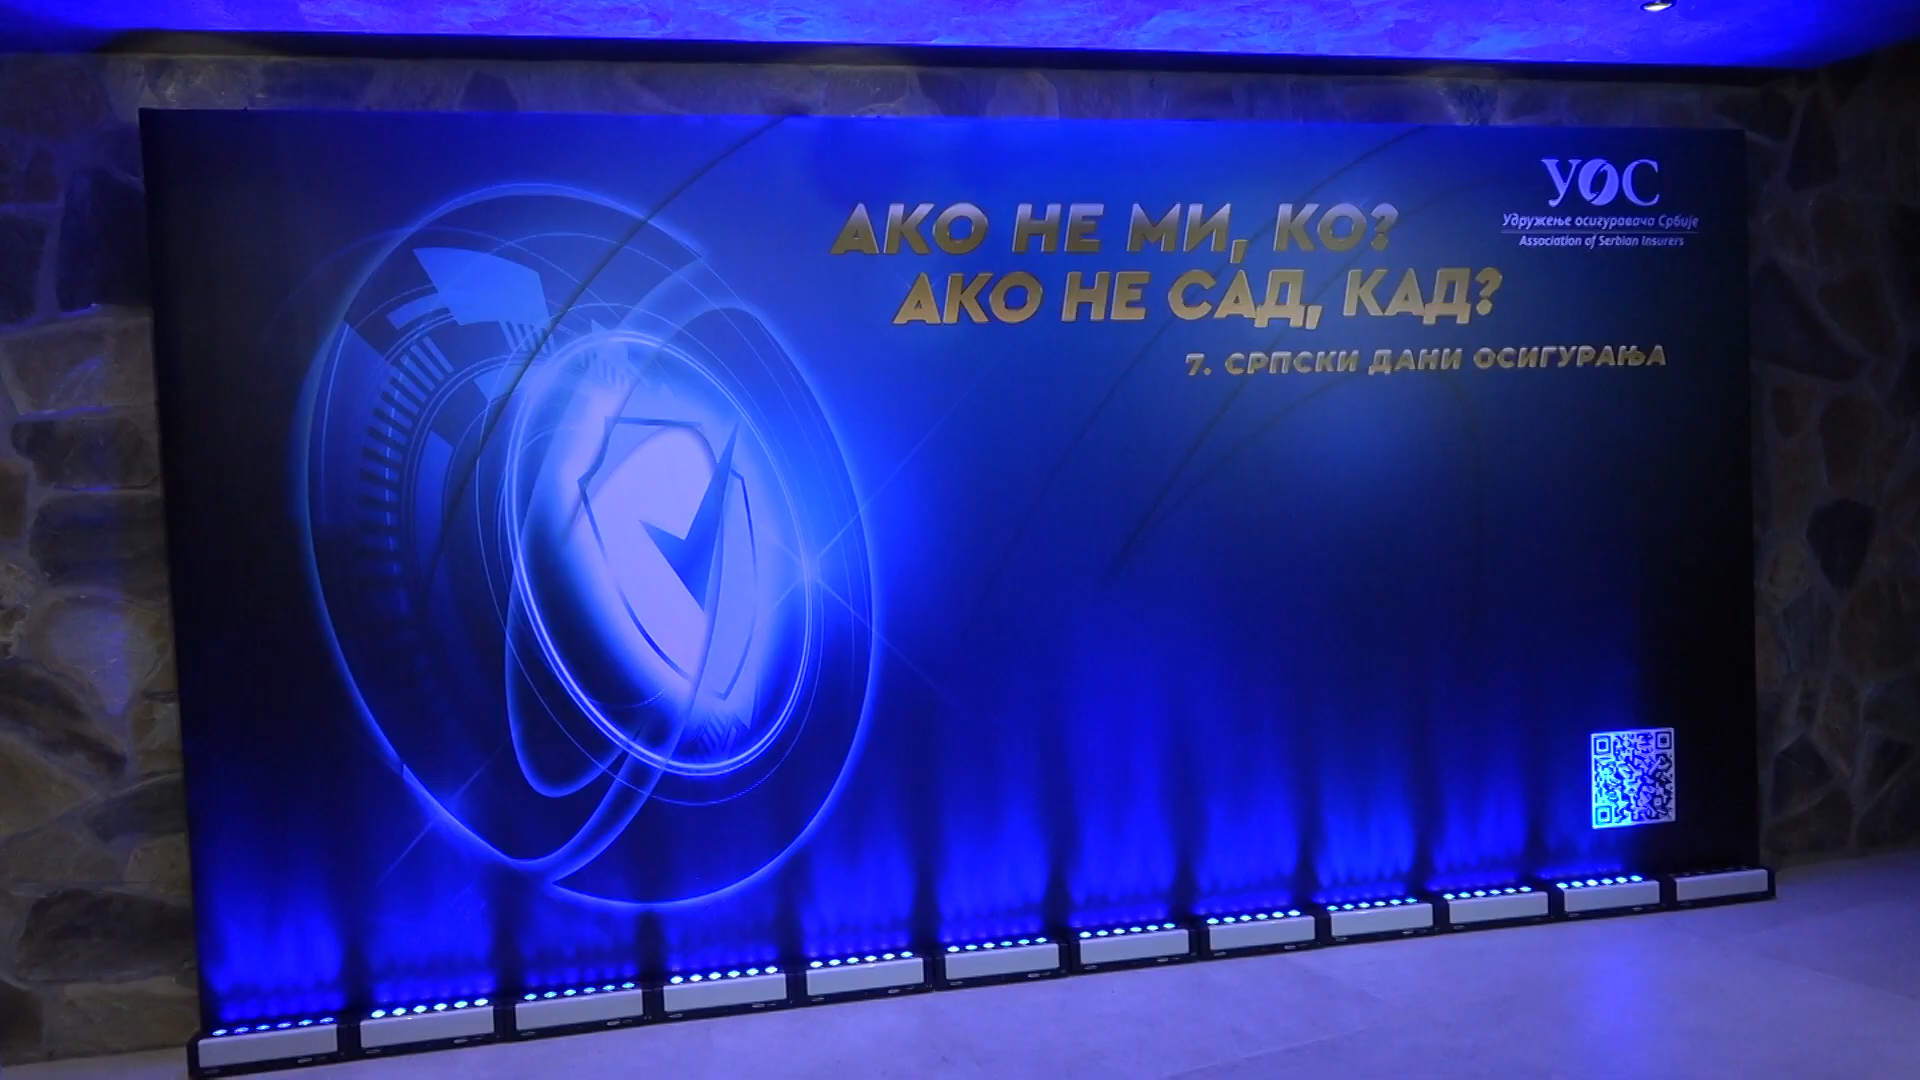 АКО НЕ МИ, КО?
АКО НЕ САД, КАД?
7. СРПСКИ ДАНИ ОСИГУРАЊА
УОС
Удружење осигуравача Србије
Association of Serbian Insurers